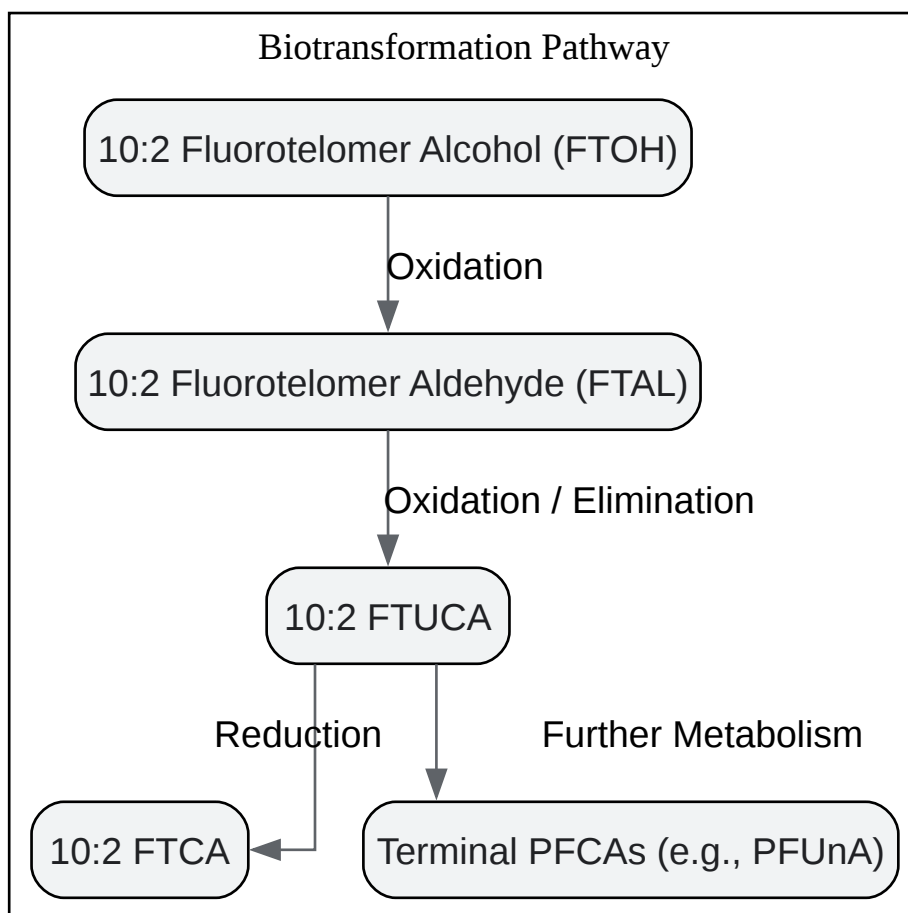 Biotransformation Pathway
10:2 Fluorotelomer Alcohol (FTOH)
Oxidation
10:2 Fluorotelomer Aldehyde (FTAL)
Oxidation / Elimination
10:2 FTUCA
Reduction
Further Metabolism
10:2 FTCA
Terminal PFCAs (e.g., PFUnA)